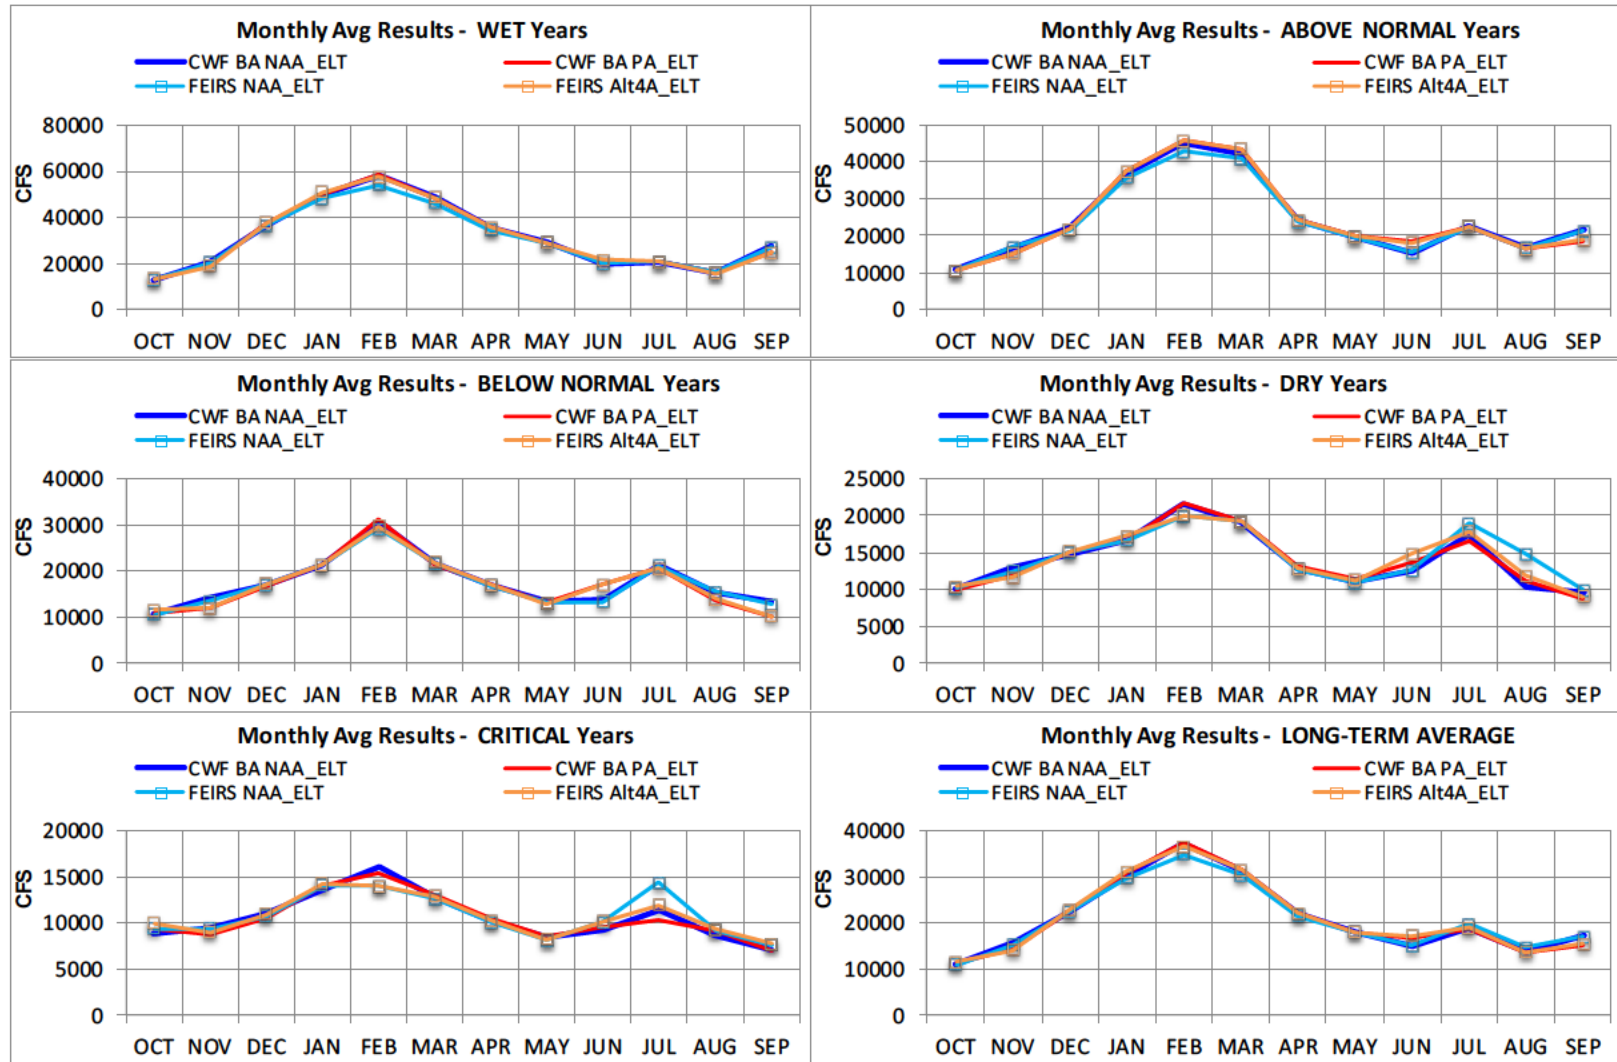 Monthly Avg Results - WET Years
CWF BA NAA_ELT
CWF BA PA_ELT
FEIRS NAA_ELT
FEIRS Alt4A_ELT
80000
60000
40000
20000
0
CFS
OCT NOV DEC JAN FEB MAR APR MAY JUN JUL AUG SEP
Monthly Avg Results - ABOVE NORMAL Years
CWF BA NAA_ELT
CWF BA PA_ELT
FEIRS NAA_ELT
FEIRS Alt4A_ELT
50000
40000
30000
20000
10000
0
CFS
OCT NOV DEC JAN FEB MAR APR MAY JUN JUL AUG SEP
Monthly Avg Results - BELOW NORMAL Years
CWF BA NAA_ELT
CWF BA PA_ELT
FEIRS NAA_ELT
FEIRS Alt4A_ELT
40000
30000
20000
10000
0
CFS
OCT NOV DEC JAN FEB MAR APR MAY JUN JUL AUG SEP
Monthly Avg Results - DRY Years
CWF BA NAA_ELT
CWF BA PA_ELT
FEIRS NAA_ELT
FEIRS Alt4A_ELT
25000
20000
15000
10000
5000
0
CFS
OCT NOV DEC JAN FEB MAR APR MAY JUN JUL AUG SEP
Monthly Avg Results - CRITICAL Years
CWF BA NAA_ELT
CWF BA PA_ELT
FEIRS NAA_ELT
FEIRS Alt4A_ELT
20000
15000
10000
5000
0
CFS
OCT NOV DEC JAN FEB MAR APR MAY JUN JUL AUG SEP
Monthly Avg Results - LONG-TERM AVERAGE
CWF BA NAA_ELT
CWF BA PA_ELT
FEIRS NAA_ELT
FEIRS Alt4A_ELT
40000
30000
20000
10000
0
CFS
OCT NOV DEC JAN FEB MAR APR MAY JUN JUL AUG SEP